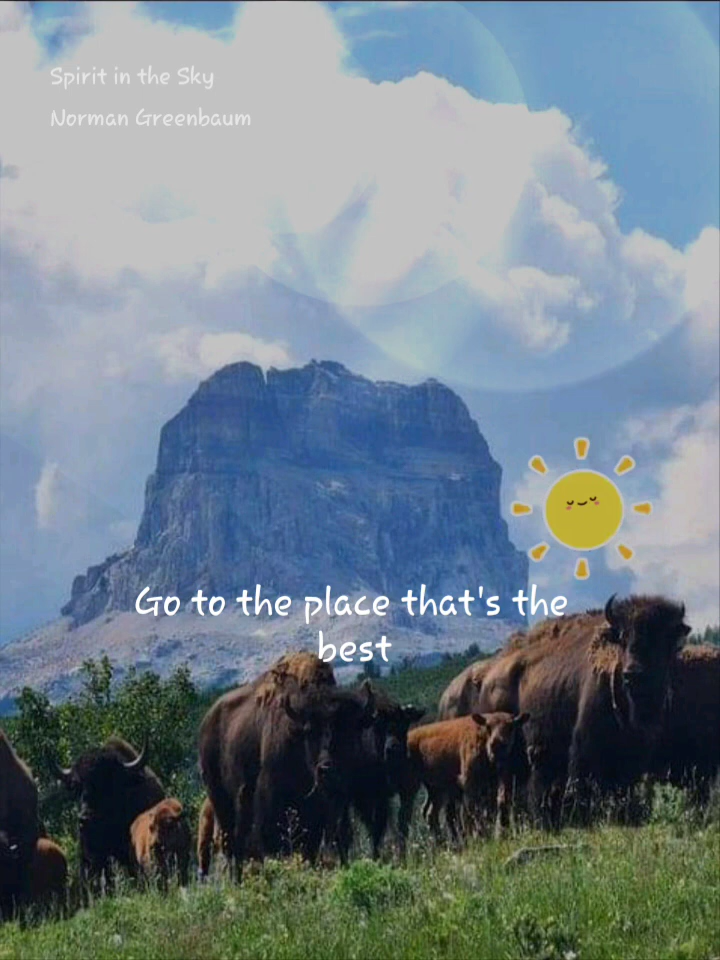 Spirit in the Sky
Norman Greenbaum
Go to the place that's the
best